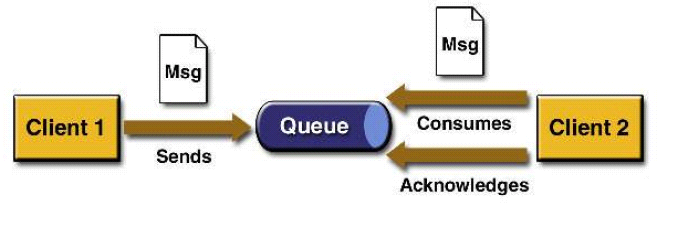 Msg
Msg
Client 1
Queue
Consumes
Client 2
Sends
Acknowledges